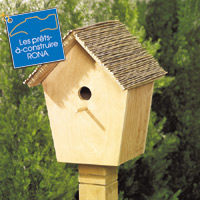 Les prêts-
à-construire
RONA